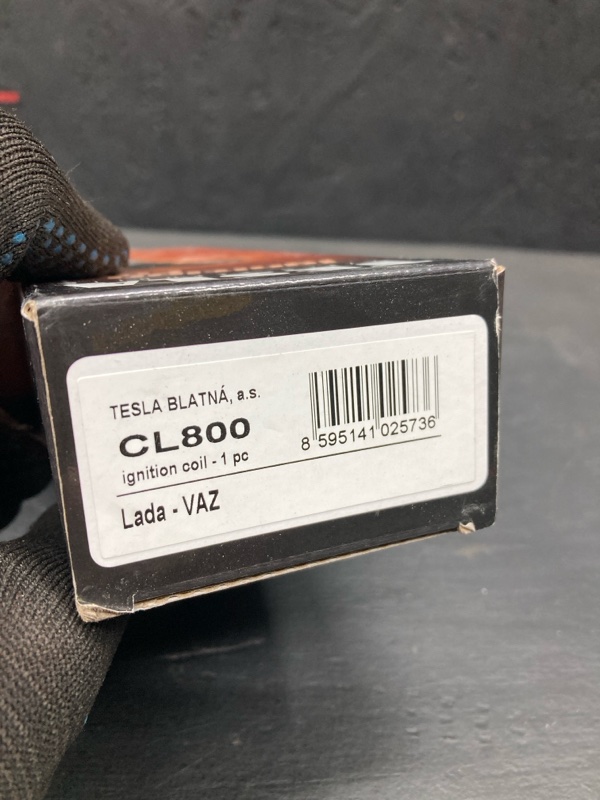 TESLA BLATNÁ, a.s.
CL800
ignition coil - 1 pc
8 595141 025736
Lada - VAZ